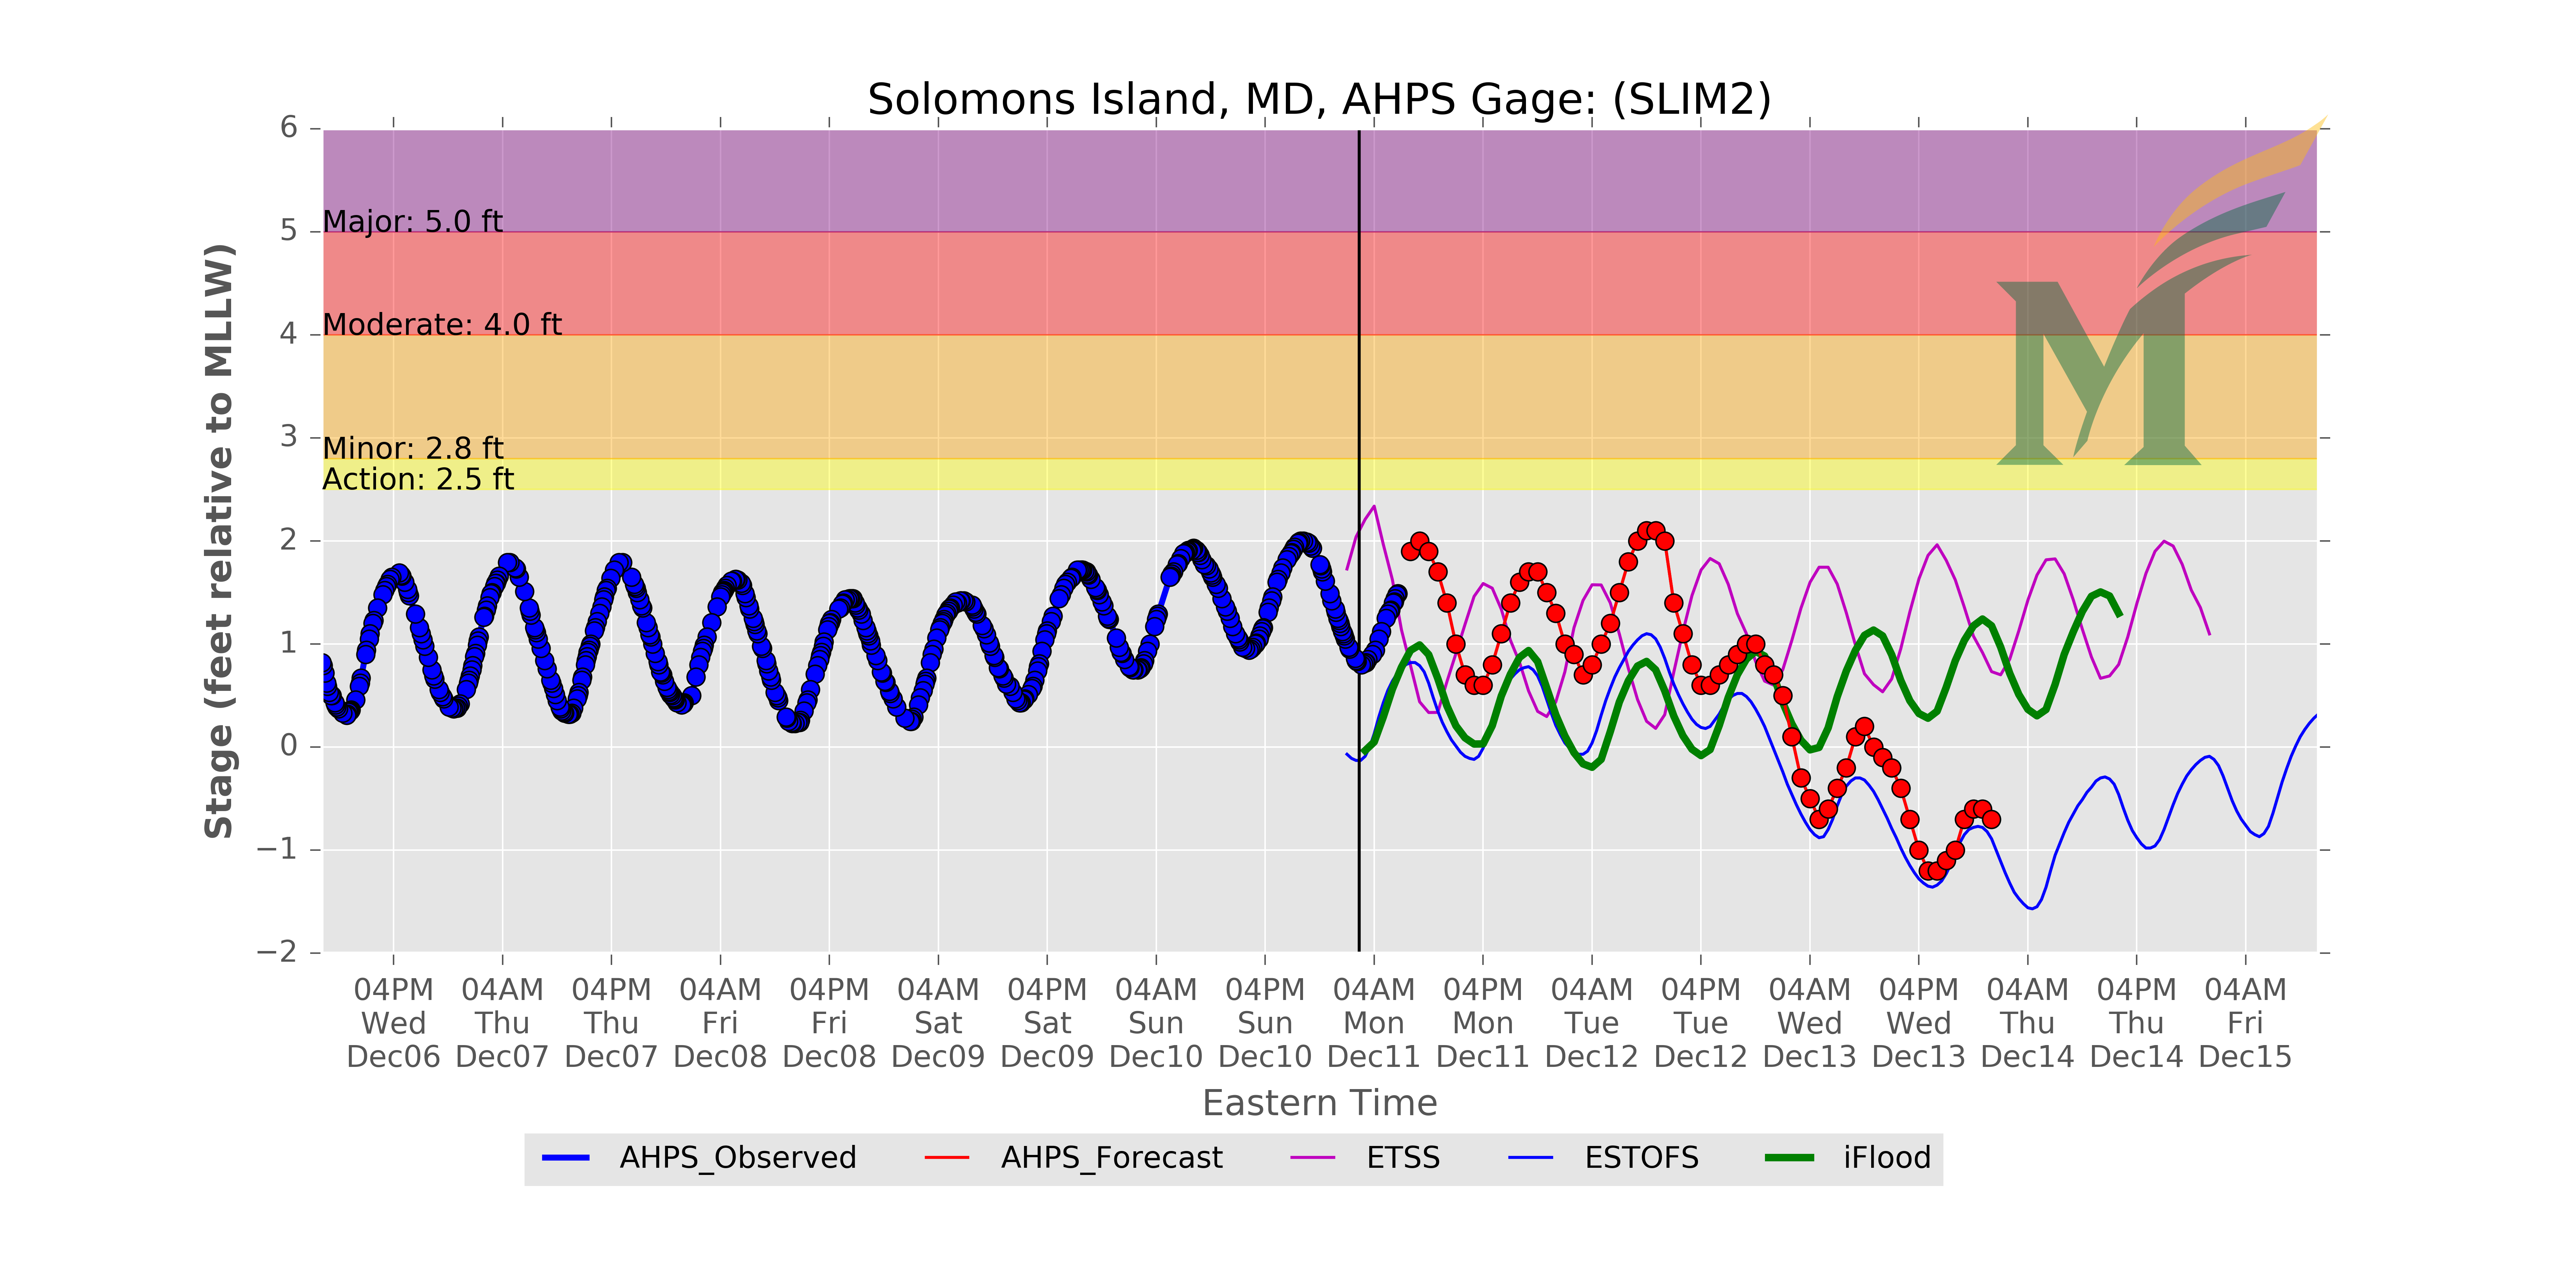 Solomons Island, MD, AHPS Gage: (SLIM2)
6
5
4
3
2
1
0
−1
−2
Stage (feet relative to MLLW)
Major: 5.0 ft
Moderate: 4.0 ft
Minor: 2.8 ft
Action: 2.5 ft
M
04PM 04AM 04PM 04AM 04PM 04AM 04PM 04AM 04PM 04AM 04PM 04AM 04PM 04AM 04PM 04AM 04PM 04AM
Wed Thu Thu Fri Fri Sat Sat Sun Sun Mon Mon Tue Tue Wed Wed Thu Thu Fri
Dec06 Dec07 Dec07 Dec08 Dec08 Dec09 Dec09 Dec10 Dec10 Dec11 Dec11 Dec12 Dec12 Dec13 Dec13 Dec14 Dec14 Dec15
Eastern Time
AHPS_Observed AHPS_Forecast ETSS ESTOFS iFlood